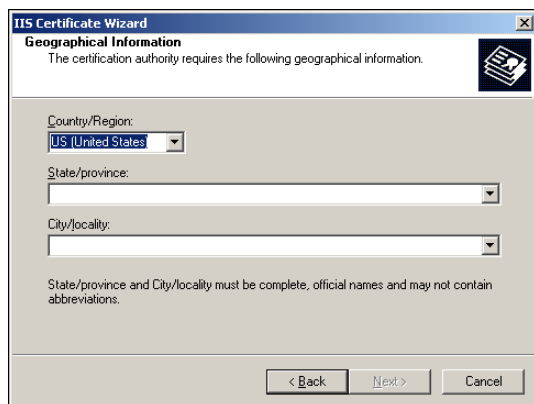 IIS Certificate Wizard
Geographical Information
The certification authority requires the following geographical information.
Country/Region:
US (United States)
State/province:
City/locality:
State/province and City/locality must be complete, official names and may not contain
abbreviations.
< Back Next > Cancel